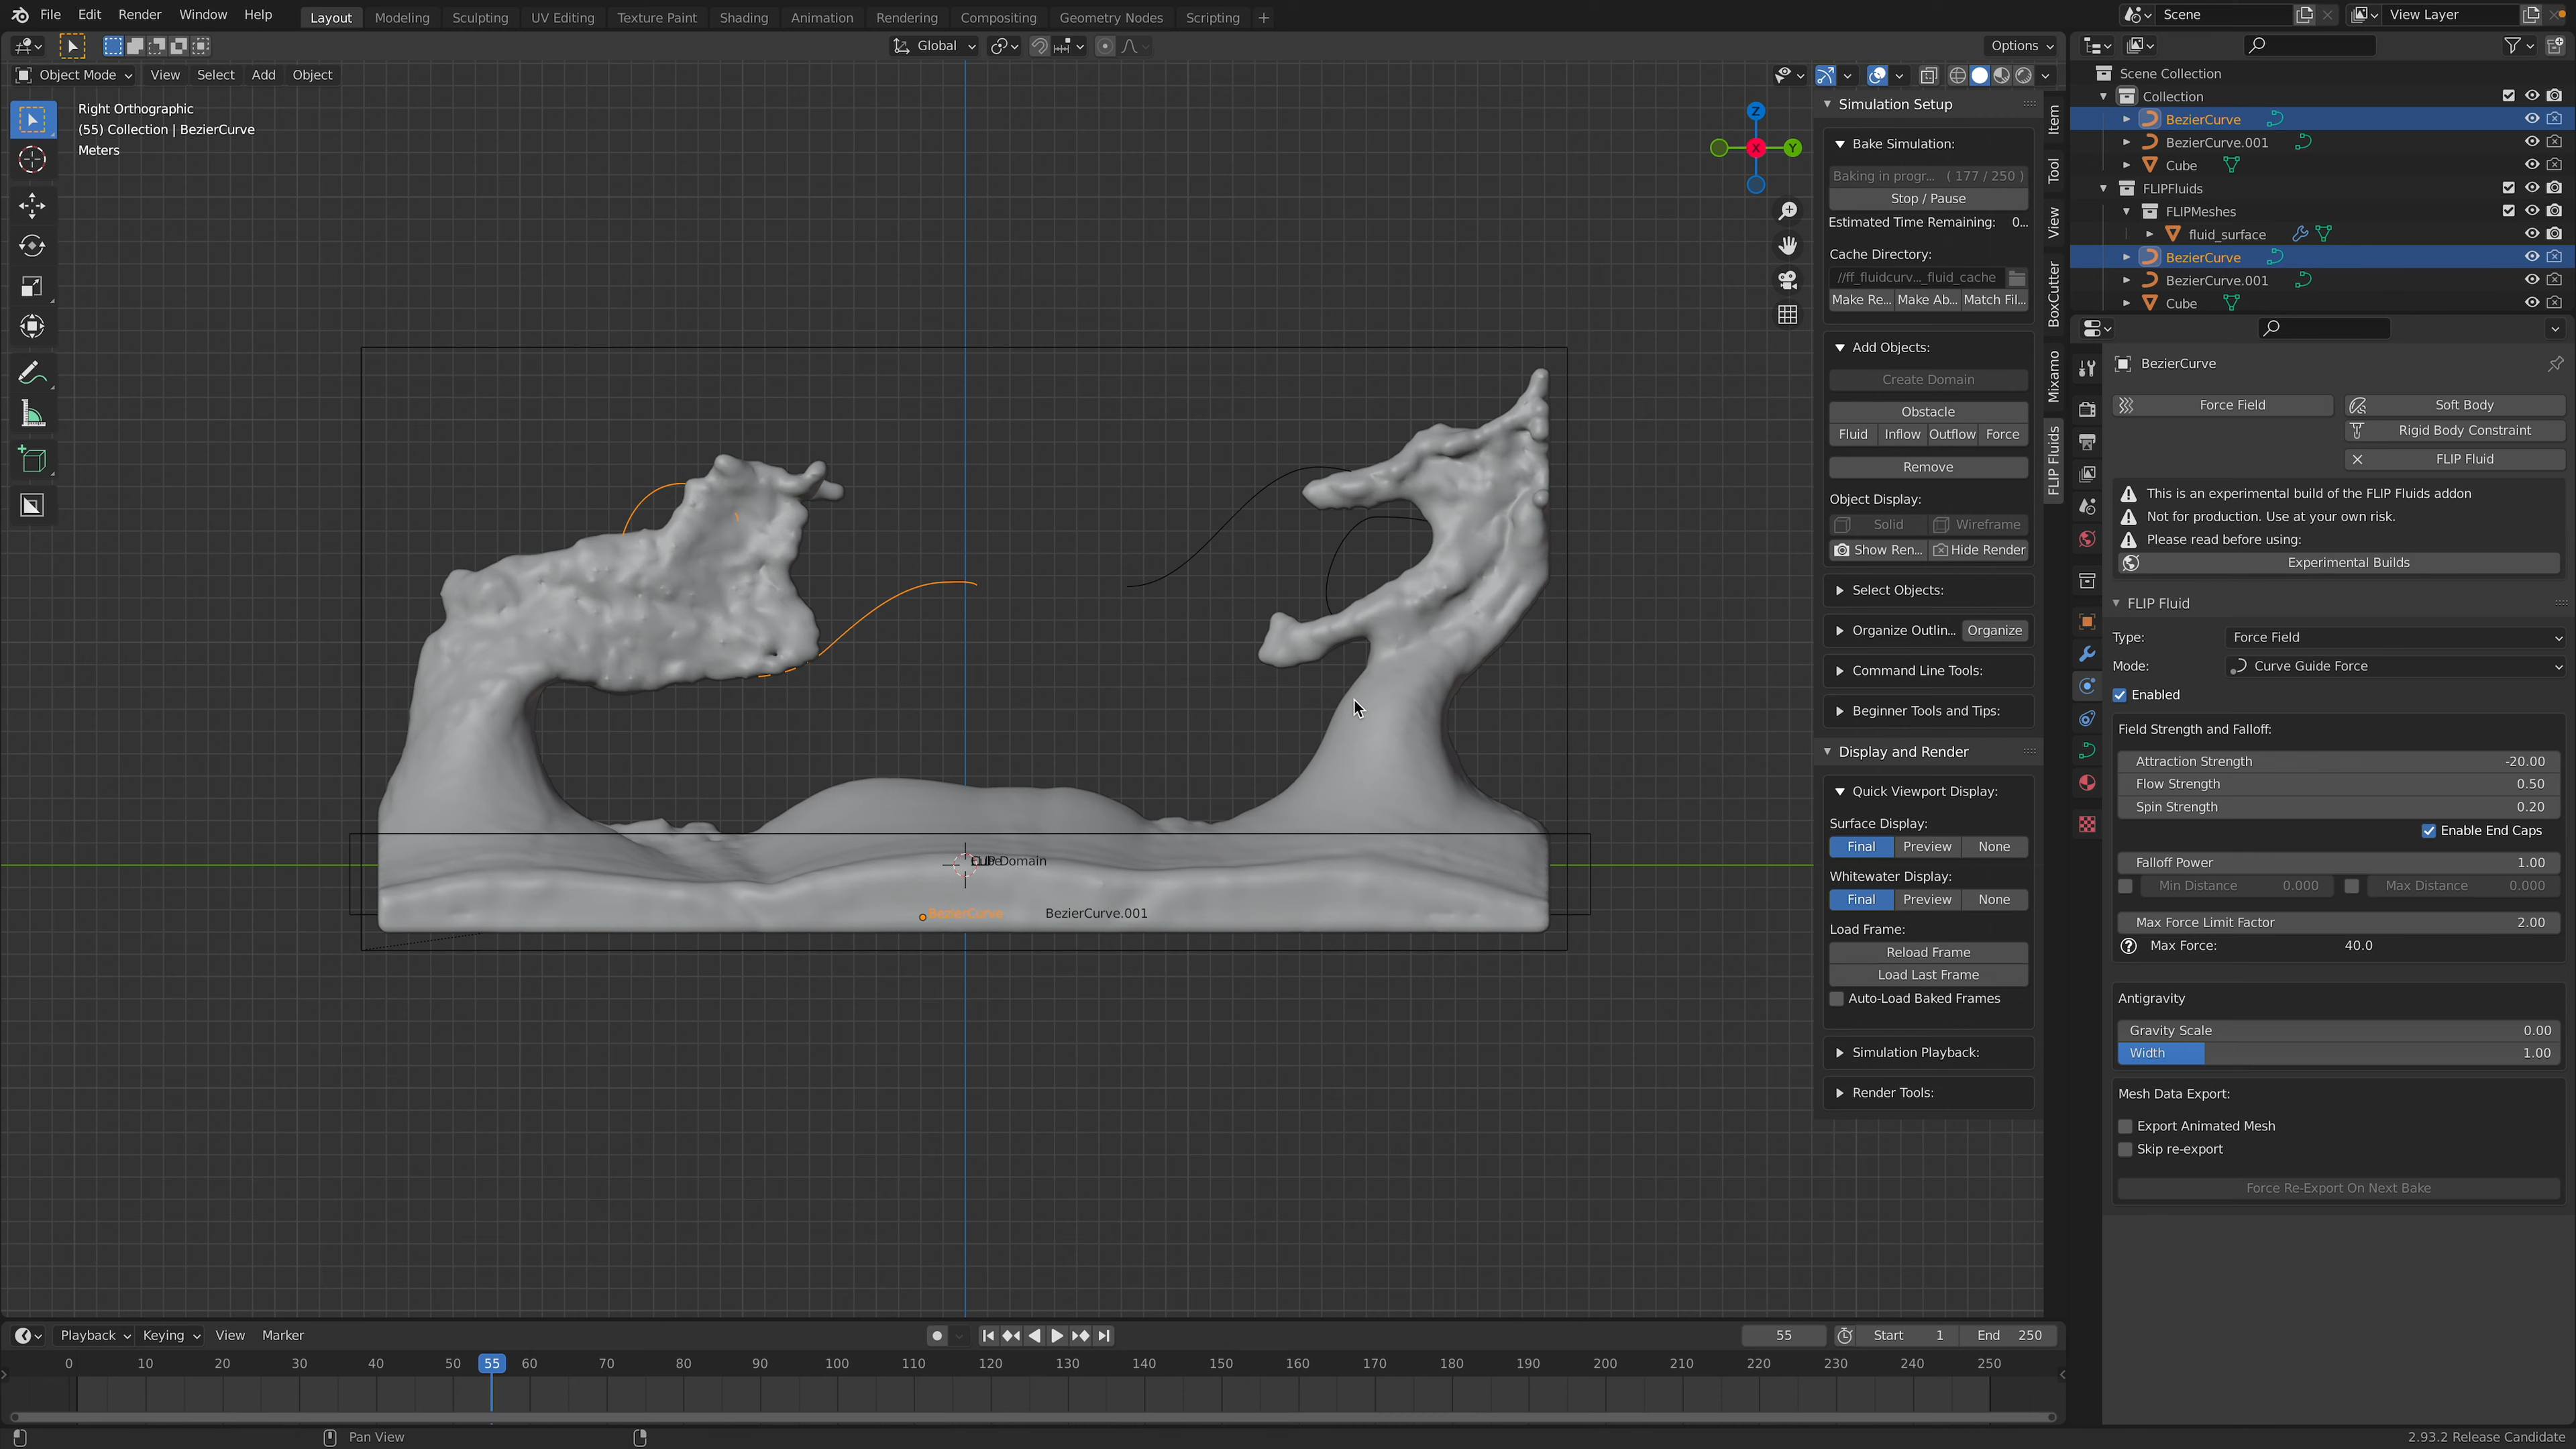 File Edit Render Window Help Layout Modeling Sculpting UV Editing Texture Paint Shading Animation Rendering Compositing Geometry Nodes Scripting + Scene View Layer
Global Options
Object Mode View Select Add Object
Right Orthographic
(55) Collection | BezierCurve
Meters
Z
X
Y
BezierCurve
BezierCurve.001
Domain
Simulation Setup
Bake Simulation:
Baking in progr... ( 177 / 250 )
Stop / Pause
Estimated Time Remaining: 0...
Cache Directory:
//ff_fluidcurv... _fluid_cache
Make Re... Make Ab... Match Fil...
Add Objects:
Create Domain
Obstacle
Fluid Inflow Outflow Force
Remove
Object Display:
Solid Wireframe
Show Ren... Hide Render
Select Objects:
Organize Outlin... Organize
Command Line Tools:
Beginner Tools and Tips:
Display and Render
Quick Viewport Display:
Surface Display:
Final Preview None
Whitewater Display:
Final Preview None
Load Frame:
Reload Frame
Load Last Frame
Auto-Load Baked Frames
Simulation Playback:
Render Tools:
Item
Tool
View
BoxCutter
Mixamo
FLIP Fluids
Scene Collection
Collection
BezierCurve
BezierCurve.001
Cube
FLIPFluids
FLIPMeshes
fluid_surface
BezierCurve
BezierCurve.001
Cube
BezierCurve
Force Field Soft Body
Rigid Body Constraint
FLIP Fluid
This is an experimental build of the FLIP Fluids addon
Not for production. Use at your own risk.
Please read before using:
Experimental Builds
FLIP Fluid
Type: Force Field
Mode: Curve Guide Force
Enabled
Field Strength and Falloff:
Attraction Strength -20.00
Flow Strength 0.50
Spin Strength 0.20
Enable End Caps
Falloff Power 1.00
Min Distance 0.000 Max Distance 0.000
Max Force Limit Factor 2.00
Max Force: 40.0
Antigravity
Gravity Scale 0.00
Width 1.00
Mesh Data Export:
Export Animated Mesh
Skip re-export
Force Re-Export On Next Bake
Playback Keying View Marker 55 Start 1 End 250
0 10 20 30 40 50 55 60 70 80 90 100 110 120 130 140 150 160 170 180 190 200 210 220 230 240 250
Pan View 2.93.2 Release Candidate